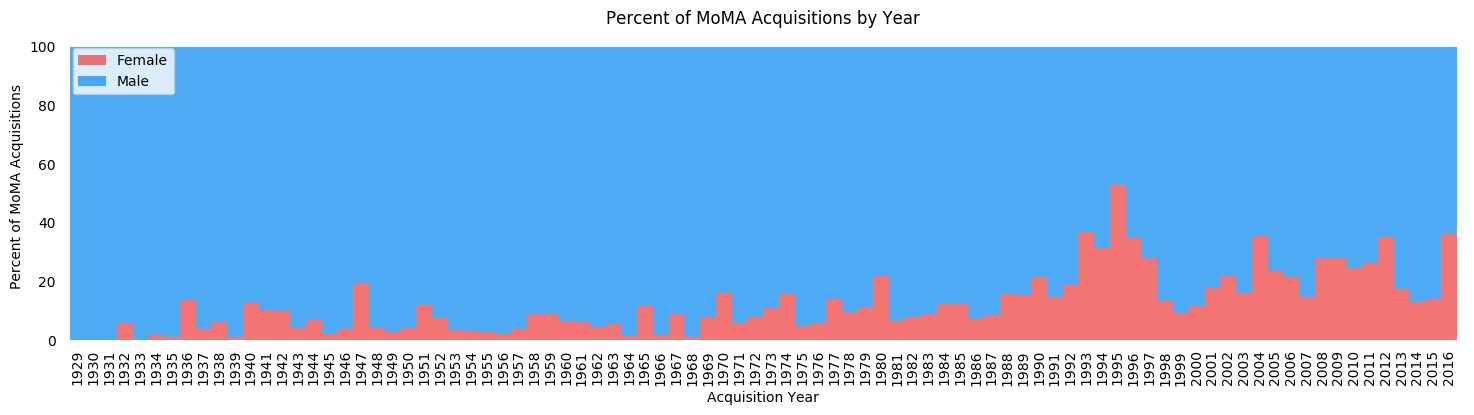 Percent of MoMA Acquisitions by Year
100
80
60
40
20
0
Percent of MoMA Acquisitions
Female
Male
1929 1930 1931 1932 1933 1934 1935 1936 1937 1938 1939 1940 1941 1942 1943 1944 1945 1946 1947 1948 1949 1950 1951 1952 1953 1954 1955 1956 1957 1958 1959 1960 1961 1962 1963 1964 1965 1966 1967 1968 1969 1970 1971 1972 1973 1974 1975 1976 1977 1978 1979 1980 1981 1982 1983 1984 1985 1986 1987 1988 1989 1990 1991 1992 1993 1994 1995 1996 1997 1998 1999 2000 2001 2002 2003 2004 2005 2006 2007 2008 2009 2010 2011 2012 2013 2014 2015 2016
Acquisition Year